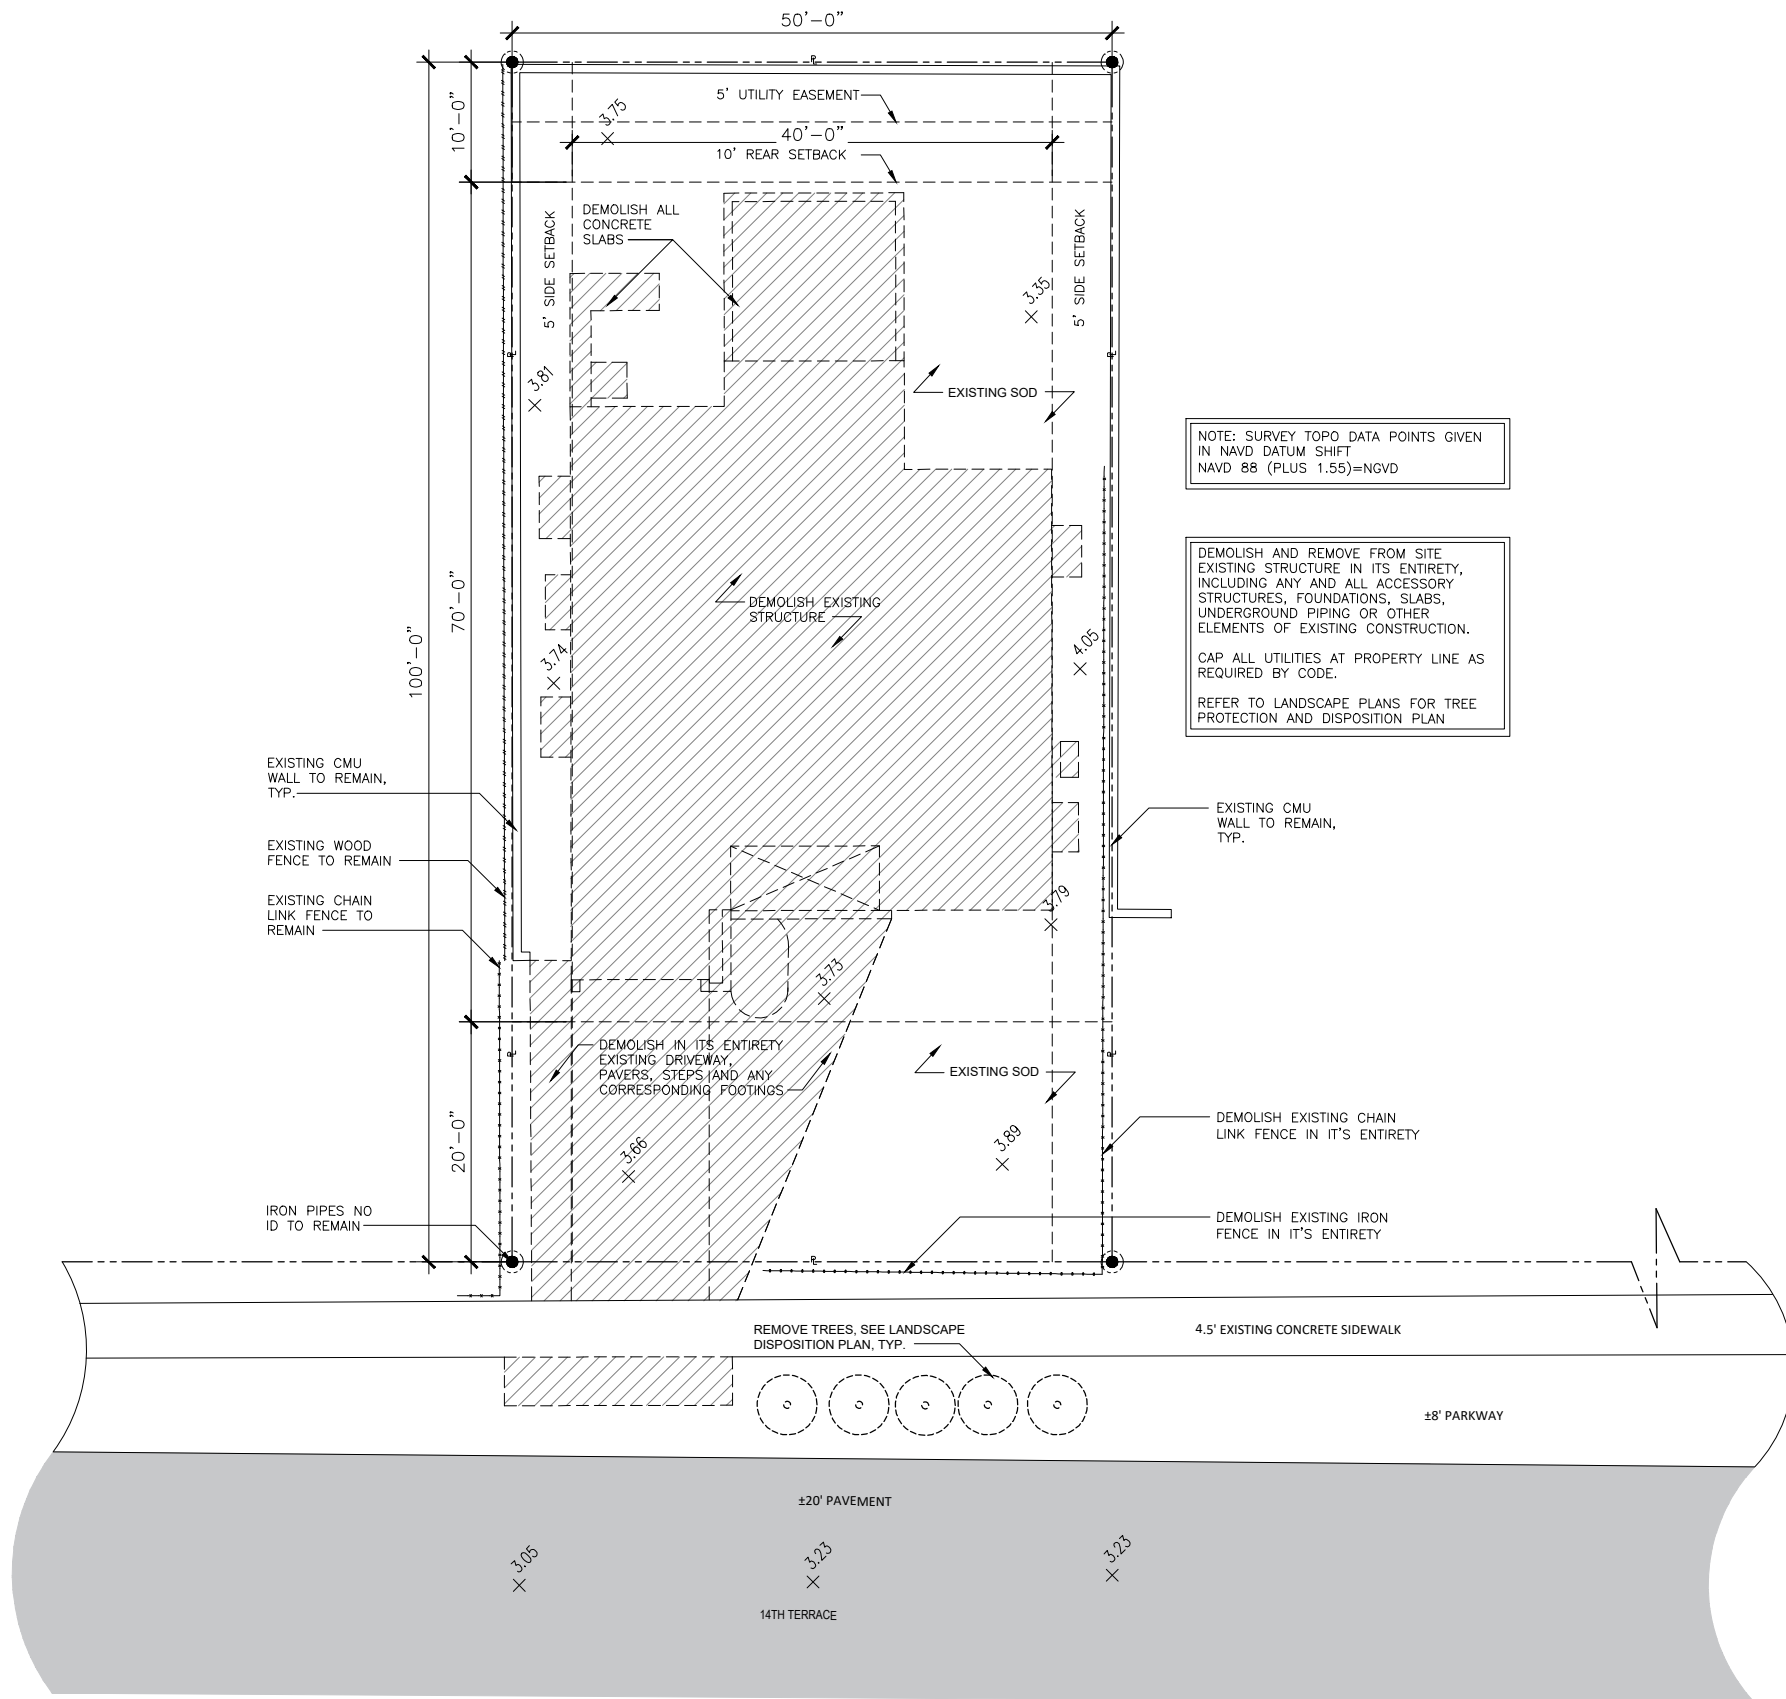 50'-0"
5' UTILITY EASEMENT
10'-0"
3.75
40'-0"
10' REAR SETBACK
DEMOLISH ALL
CONCRETE
SLABS
5' SIDE SETBACK
5' SIDE SETBACK
3.35
3.81
EXISTING SOD
NOTE: SURVEY TOPO DATA POINTS GIVEN
IN NAVD DATUM SHIFT
NAVD 88 (PLUS 1.55)=NGVD
DEMOLISH AND REMOVE FROM SITE
EXISTING STRUCTURE IN ITS ENTIRETY,
INCLUDING ANY AND ALL ACCESSORY
STRUCTURES, FOUNDATIONS, SLABS,
UNDERGROUND PIPING OR OTHER
ELEMENTS OF EXISTING CONSTRUCTION.
CAP ALL UTILITIES AT PROPERTY LINE AS
REQUIRED BY CODE.
REFER TO LANDSCAPE PLANS FOR TREE
PROTECTION AND DISPOSITION PLAN
70'-0"
100'-0"
DEMOLISH EXISTING
STRUCTURE
3.74
4.05
EXISTING CMU
WALL TO REMAIN,
TYP.
EXISTING CMU
WALL TO REMAIN,
TYP.
EXISTING WOOD
FENCE TO REMAIN
EXISTING CHAIN
LINK FENCE TO
REMAIN
3.79
3.73
DEMOLISH IN ITS ENTIRETY
EXISTING DRIVEWAY,
PAVERS, STEPS AND ANY
CORRESPONDING FOOTINGS
EXISTING SOD
20'-0"
3.66
3.89
DEMOLISH EXISTING CHAIN
LINK FENCE IN IT'S ENTIRETY
IRON PIPES NO
ID TO REMAIN
DEMOLISH EXISTING IRON
FENCE IN IT'S ENTIRETY
REMOVE TREES, SEE LANDSCAPE
DISPOSITION PLAN, TYP.
4.5' EXISTING CONCRETE SIDEWALK
±8' PARKWAY
±20' PAVEMENT
3.05
3.23
3.23
14TH TERRACE